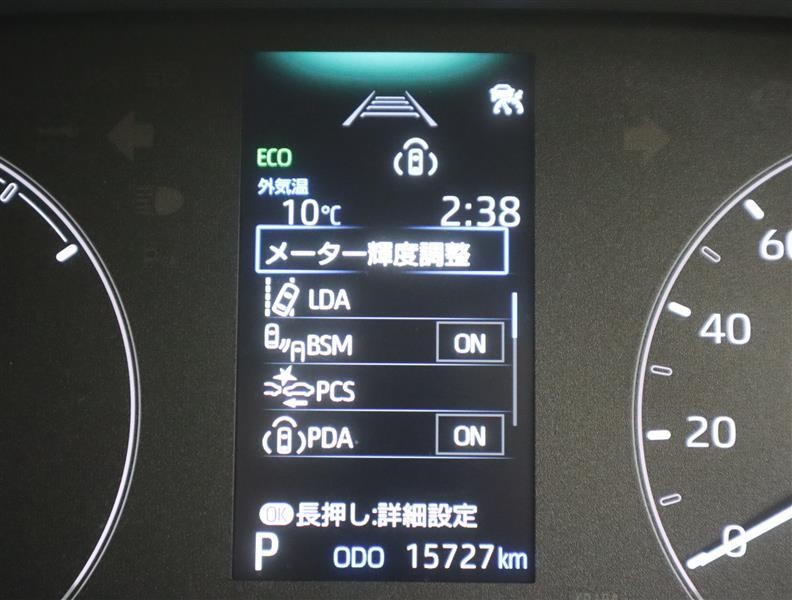 ECO
外気温
10℃ 2:38
メーター輝度調整
LDA
BSM ON
PCS
PDA ON
OK 長押し:詳細設定
P ODO 15727km
60
40
20
0